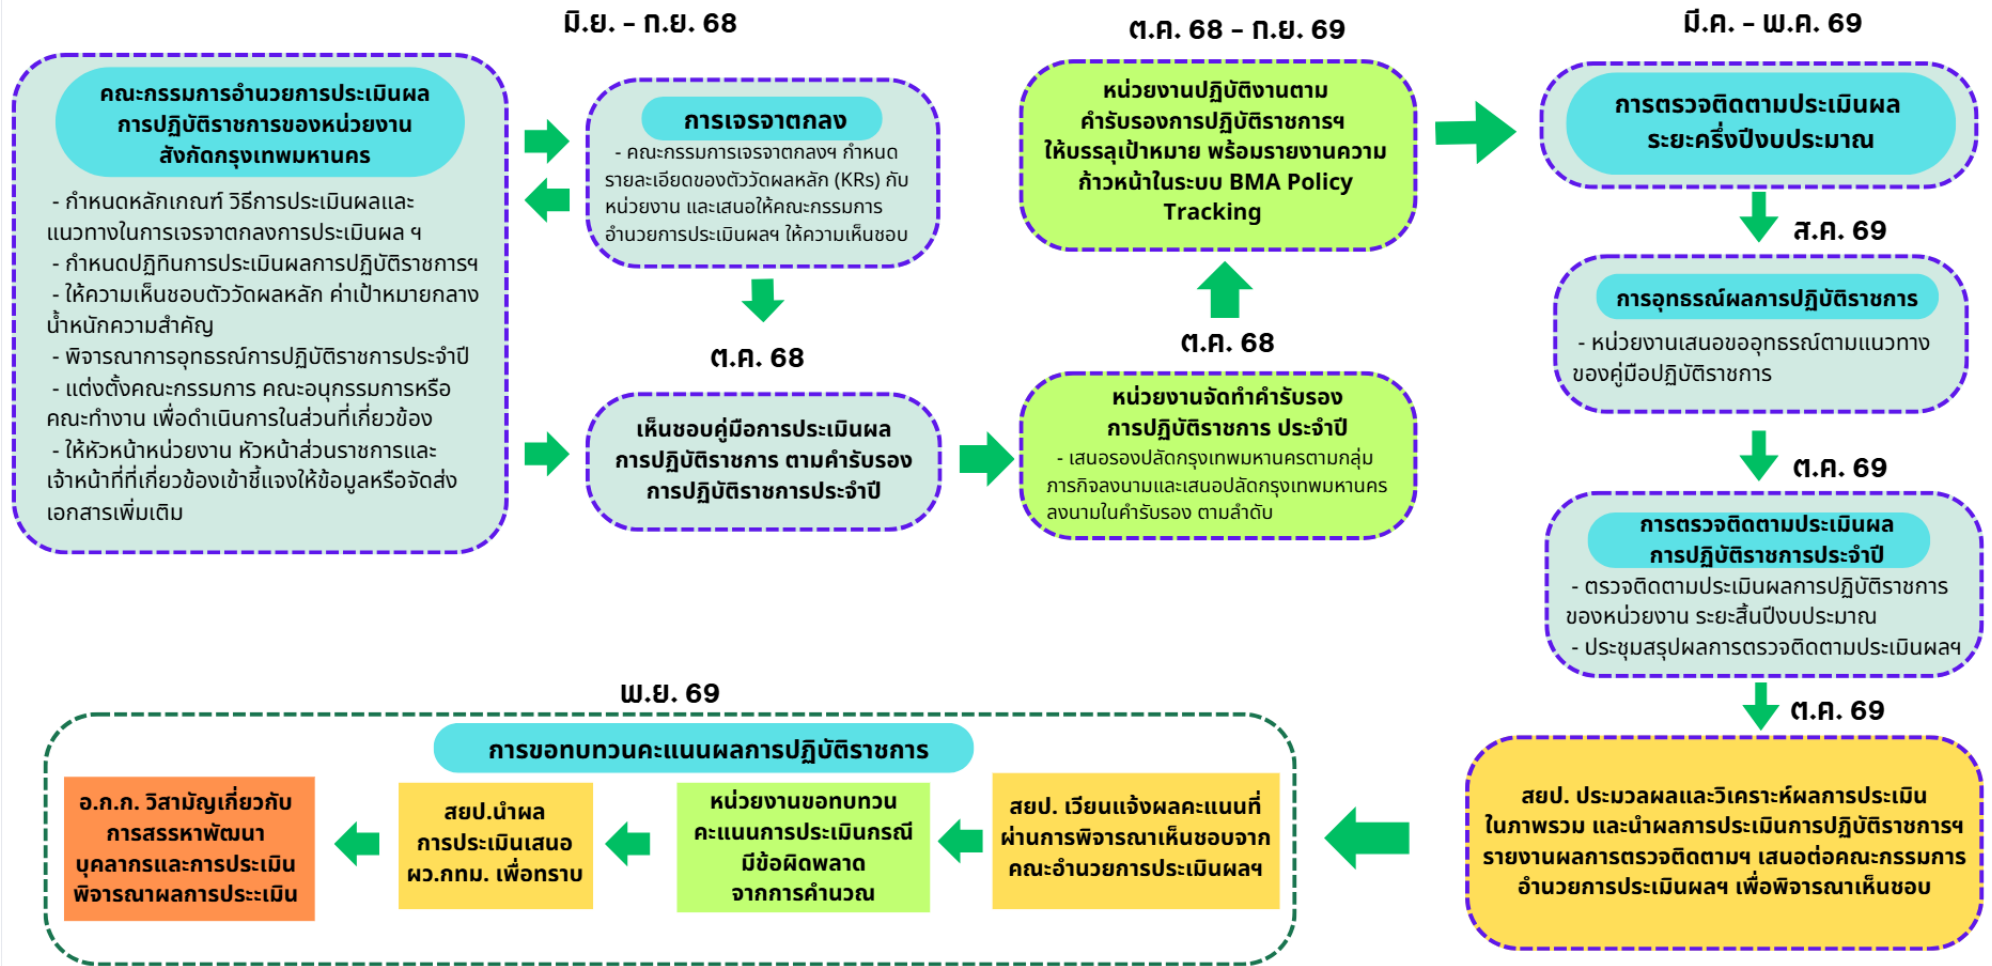 มิ.ย. – ก.ย. 68
คณะกรรมการอำนวยการประเมินผล
การปฏิบัติราชการของหน่วยงาน
สังกัดกรุงเทพมหานคร
- กำหนดหลักเกณฑ์ วิธีการประเมินผลและ
แนวทางในการเจรจาตกลงการประเมินผล ฯ
- กำหนดปฏิทินการประเมินผลการปฏิบัติราชการฯ
- ให้ความเห็นชอบตัววัดผลหลัก ค่าเป้าหมายกลาง
น้ำหนักความสำคัญ
- พิจารณาการอุทธรณ์การปฏิบัติราชการประจำปี
- แต่งตั้งคณะกรรมการ คณะอนุกรรมการหรือ
คณะทำงาน เพื่อดำเนินการในส่วนที่เกี่ยวข้อง
- ให้หัวหน้าหน่วยงาน หัวหน้าส่วนราชการและ
เจ้าหน้าที่ที่เกี่ยวข้องเข้าชี้แจงให้ข้อมูลหรือจัดส่ง
เอกสารเพิ่มเติม
การเจรจาตกลง
- คณะกรรมการเจรจาตกลงฯ กำหนด
รายละเอียดของตัววัดผลหลัก (KRs) กับ
หน่วยงาน และเสนอให้คณะกรรมการ
อำนวยการประเมินผลฯ ให้ความเห็นชอบ
ต.ค. 68
เห็นชอบคู่มือการประเมินผล
การปฏิบัติราชการ ตามคำรับรอง
การปฏิบัติราชการประจำปี
ต.ค. 68
หน่วยงานจัดทำคำรับรอง
การปฏิบัติราชการ ประจำปี
- เสนอรองปลัดกรุงเทพมหานครตามกลุ่ม
ภารกิจลงนามและเสนอปลัดกรุงเทพมหานคร
ลงนามในคำรับรอง ตามลำดับ
ต.ค. 68 – ก.ย. 69
หน่วยงานปฏิบัติงานตาม
คำรับรองการปฏิบัติราชการฯ
ให้บรรลุเป้าหมาย พร้อมรายงานความ
ก้าวหน้าในระบบ BMA Policy
Tracking
มี.ค. – พ.ค. 69
การตรวจติดตามประเมินผล
ระยะครึ่งปีงบประมาณ
ส.ค. 69
การอุทธรณ์ผลการปฏิบัติราชการ
- หน่วยงานเสนอขออุทธรณ์ตามแนวทาง
ของคู่มือปฏิบัติราชการ
ต.ค. 69
การตรวจติดตามประเมินผล
การปฏิบัติราชการประจำปี
- ตรวจติดตามประเมินผลการปฏิบัติราชการ
ของหน่วยงาน ระยะสิ้นปีงบประมาณ
- ประชุมสรุปผลการตรวจติดตามประเมินผลฯ
ต.ค. 69
สยป. ประมวลผลและวิเคราะห์ผลการประเมิน
ในภาพรวม และนำผลการประเมินการปฏิบัติราชการฯ
รายงานผลการตรวจติดตามฯ เสนอต่อคณะกรรมการ
อำนวยการประเมินผลฯ เพื่อพิจารณาเห็นชอบ
พ.ย. 69
การขอทบทวนคะแนนผลการปฏิบัติราชการ
สยป. เวียนแจ้งผลคะแนนที่
ผ่านการพิจารณาเห็นชอบจาก
คณะอำนวยการประเมินผลฯ
หน่วยงานขอทบทวน
คะแนนการประเมินกรณี
มีข้อผิดพลาด
จากการคำนวณ
สยป.นำผล
การประเมินเสนอ
ผว.กทม. เพื่อทราบ
อ.ก.ก. วิสามัญเกี่ยวกับ
การสรรหาพัฒนา
บุคลากรและการประเมิน
พิจารณาผลการประะเมิน